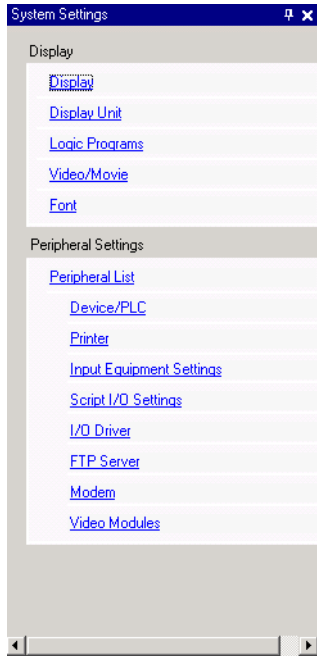 System Settings
Display
Display
Display Unit
Logic Programs
Video/Movie
Font
Peripheral Settings
Peripheral List
Device/PLC
Printer
Input Equipment Settings
Script I/O Settings
I/O Driver
FTP Server
Modem
Video Modules